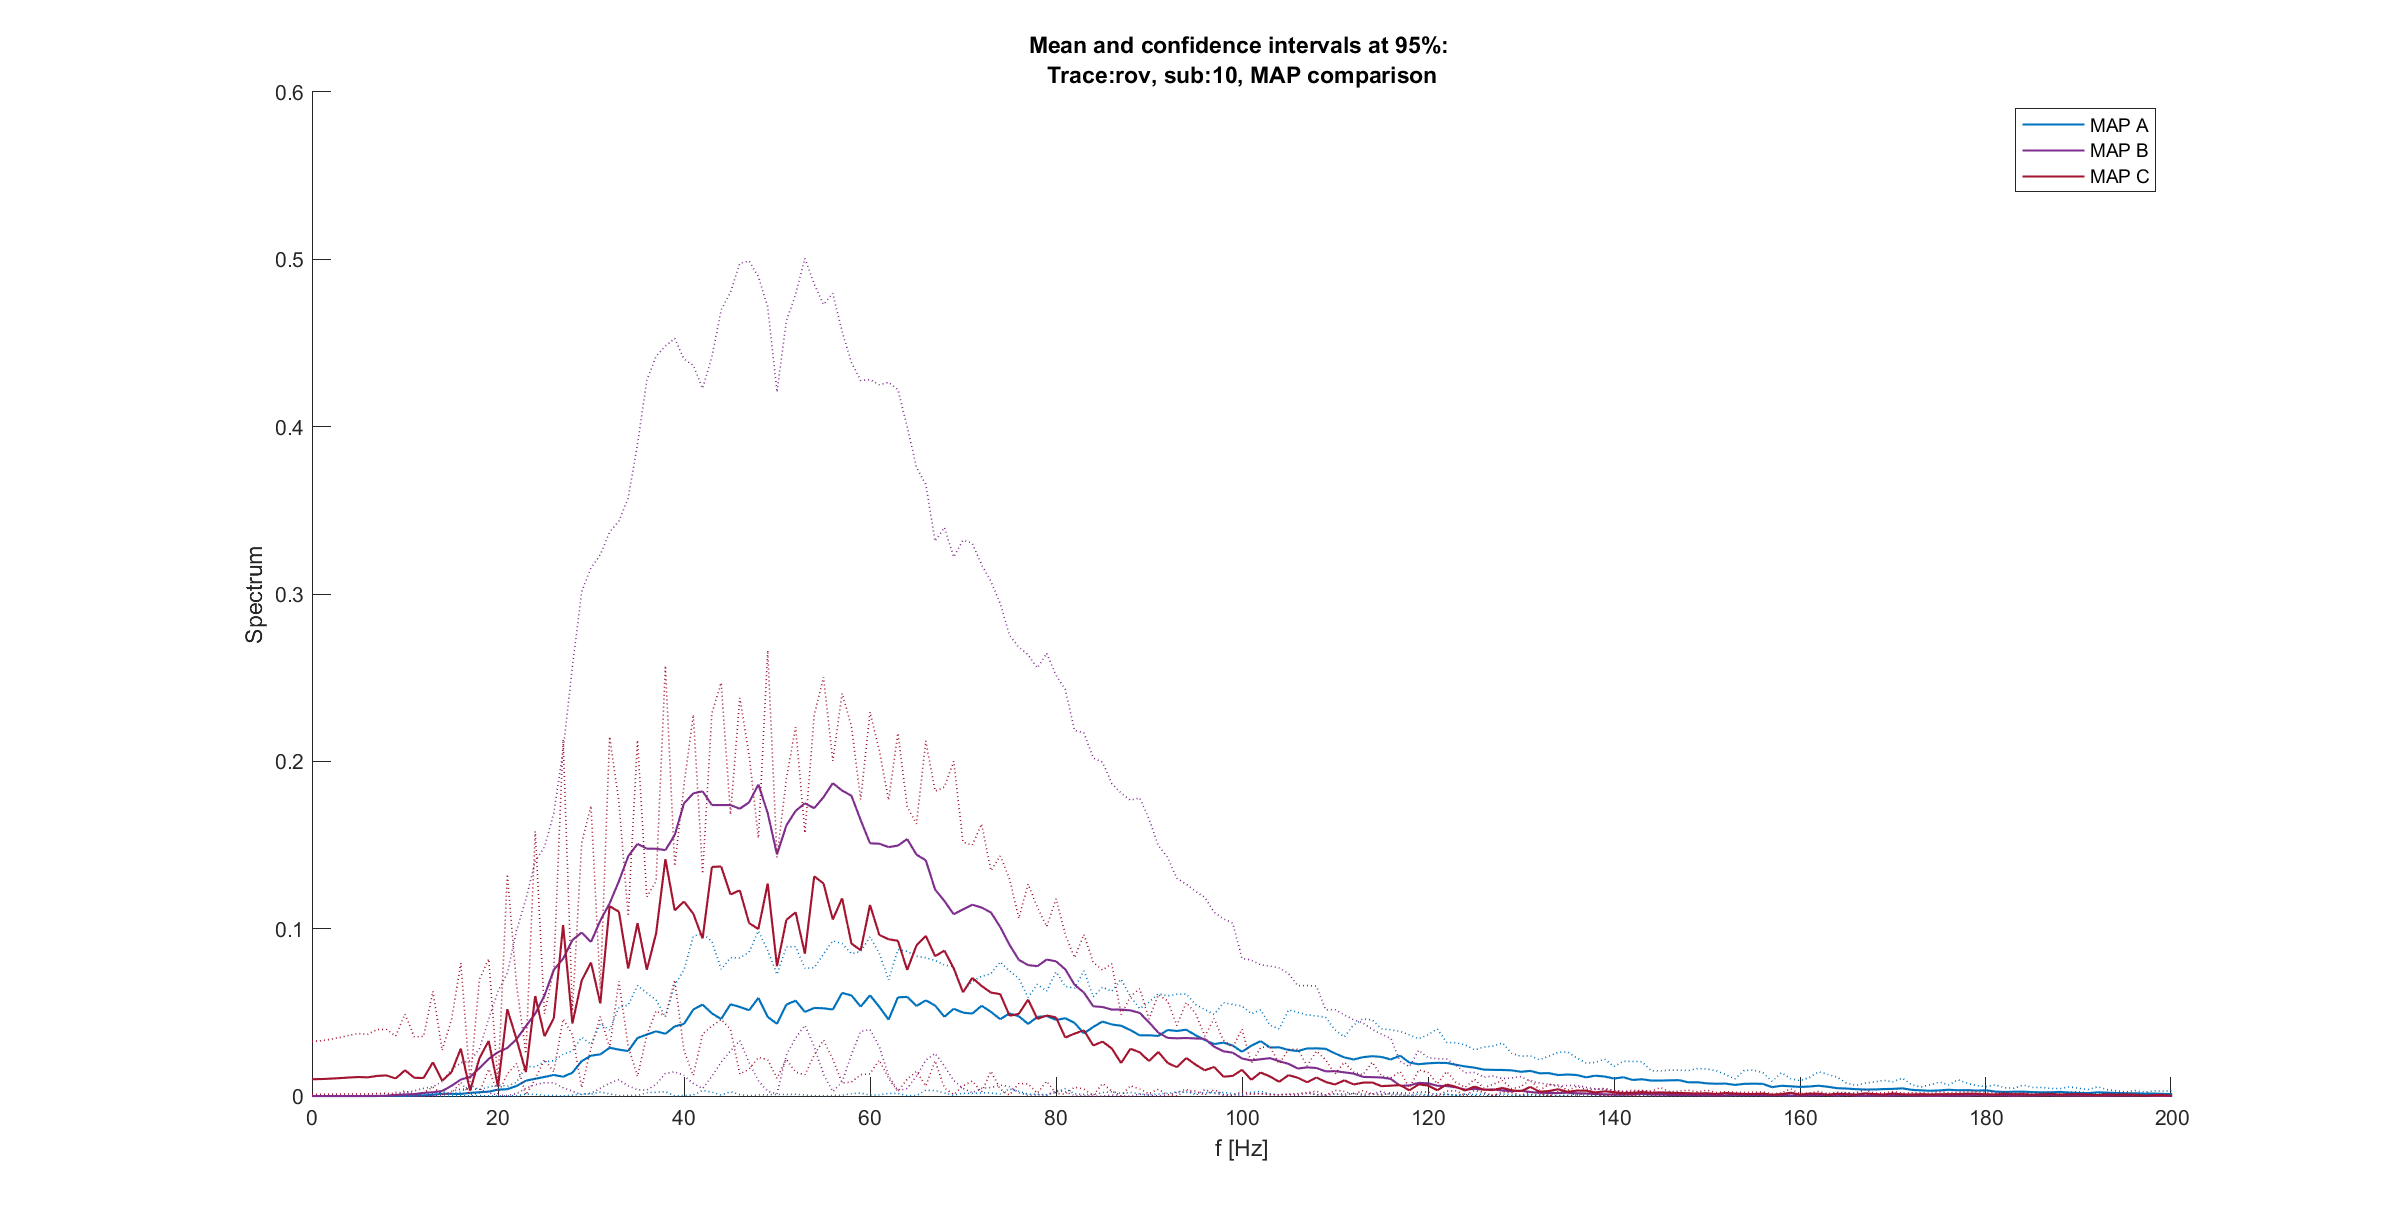 Mean and confidence intervals at 95%:
Trace:rov, sub:10, MAP comparison
MAP A
MAP B
MAP C
0.6
0.5
0.4
0.3
0.2
0.1
0
Spectrum
0 20 40 60 80 100 120 140 160 180 200
f [Hz]